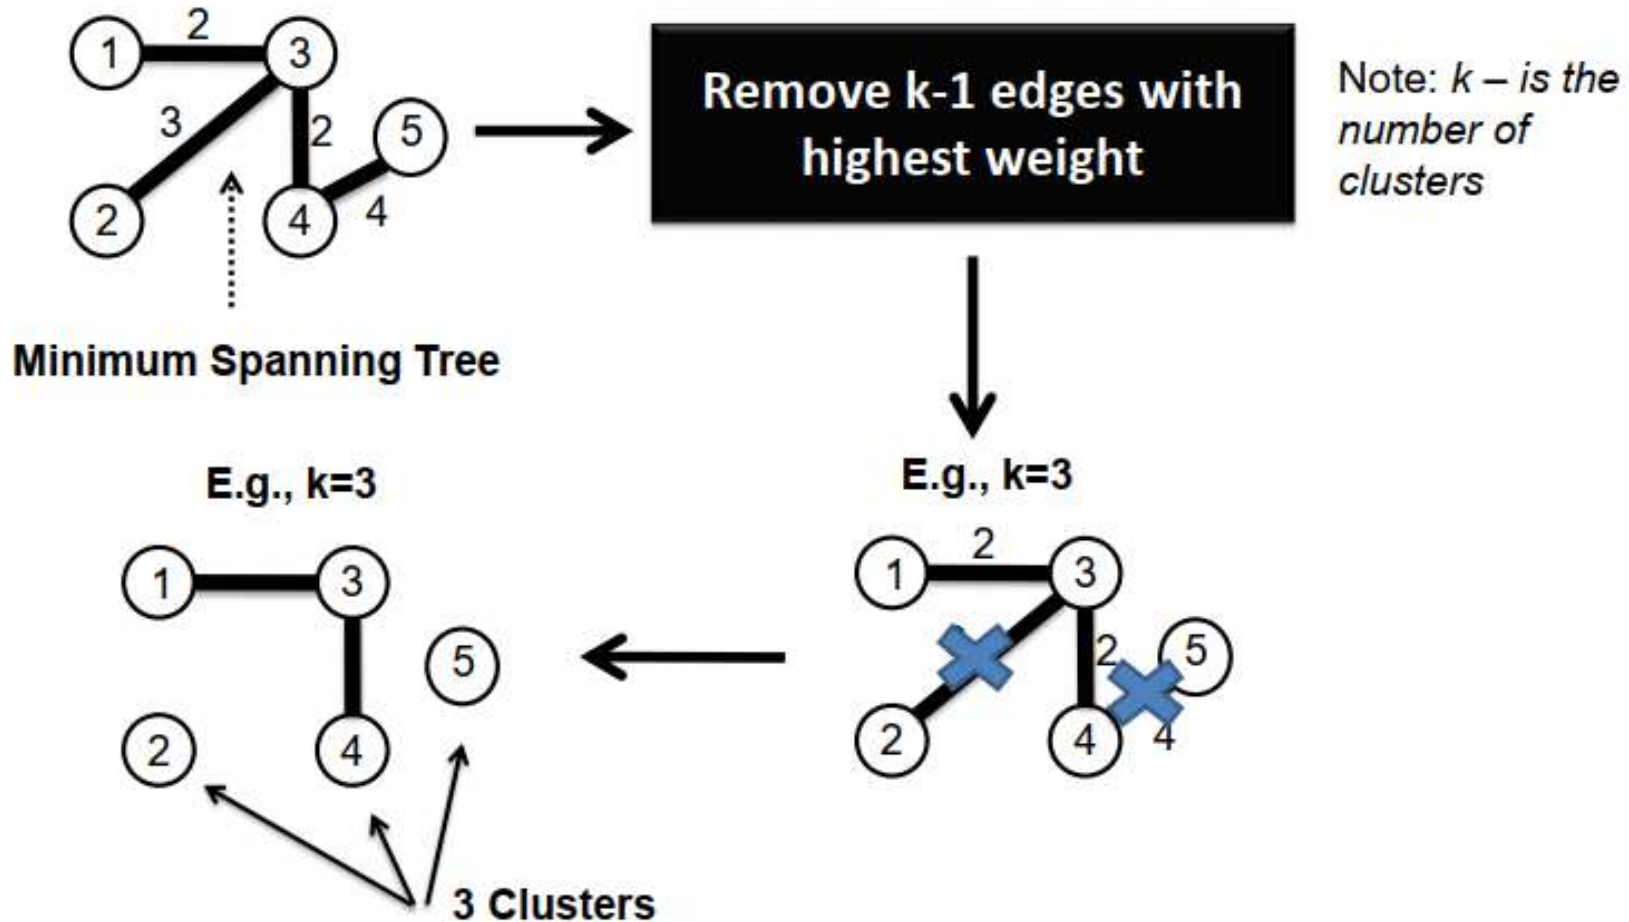 2
1
3
3
2
5
2
4
4
Minimum Spanning Tree
Remove k-1 edges with
highest weight
Note: k – is the
number of
clusters
E.g., k=3
2
1
3
2
5
2
4
4
E.g., k=3
1
3
5
2
4
3 Clusters